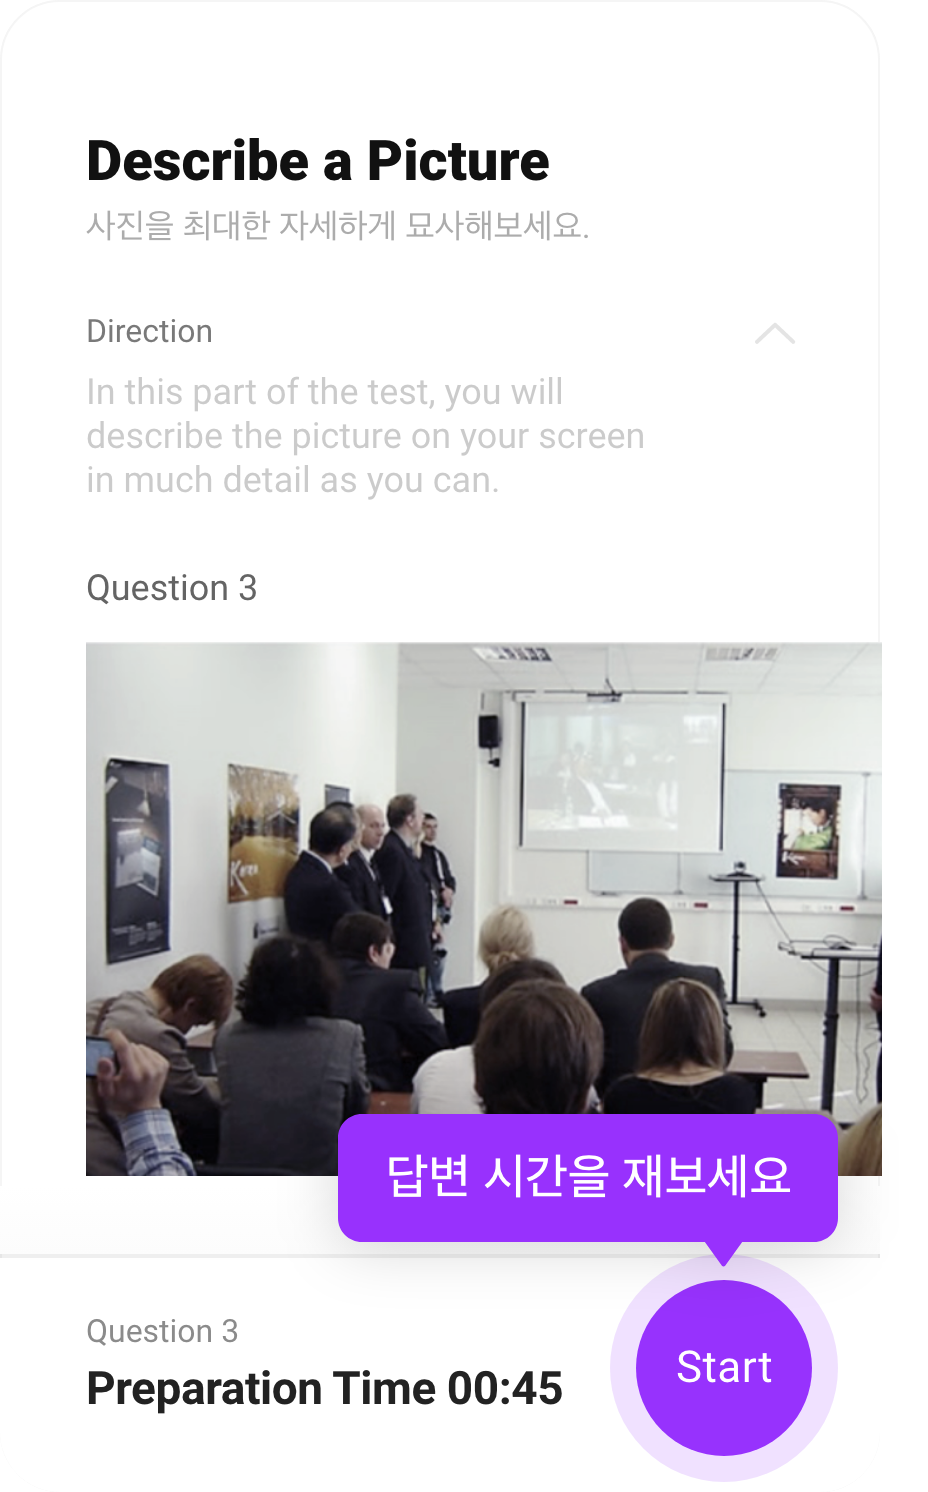 Describe a Picture
사진을 최대한 자세하게 묘사해보세요.
Direction
In this part of the test, you will
describe the picture on your screen
in much detail as you can.
Question 3
Korea
답변 시간을 재보세요
Question 3
Preparation Time 00:45
Start